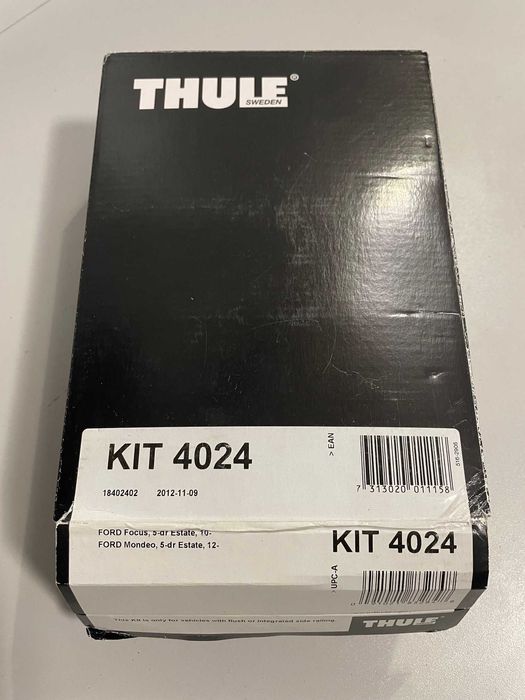 THULE®
SWEDEN
KIT 4024
> EAN
7 313020 011158
516-2906
18402402 2012-11-09
FORD Focus, 5-dr Estate, 10-
FORD Mondeo, 5-dr Estate, 12-
KIT 4024
UPC-A
This Kit is only for vehicles with flush or integrated side railing.
THULE